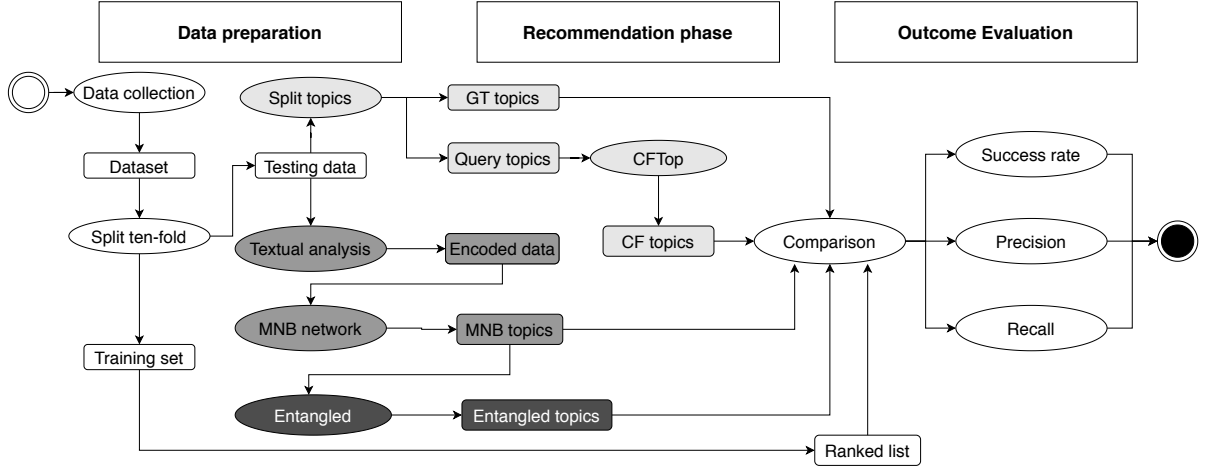 Data preparation
Recommendation phase
Outcome Evaluation
Data collection
Split topics
GT topics
Dataset
Testing data
Query topics
CFTop
Success rate
Split ten-fold
Textual analysis
Encoded data
CF topics
Comparison
Precision
MNB network
MNB topics
Recall
Training set
Entangled
Entangled topics
Ranked list